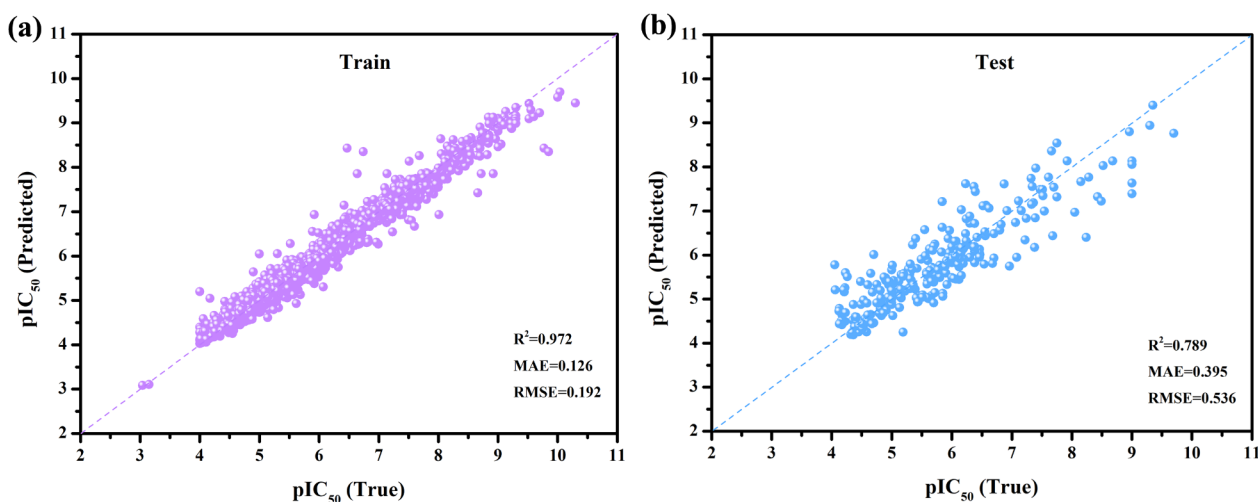 (a)
Train
pIC50 (Predicted)
11
10
9
8
7
6
5
4
3
2
R²=0.972
MAE=0.126
RMSE=0.192
2 3 4 5 6 7 8 9 10 11
pIC50 (True)
(b)
Test
pIC50 (Predicted)
11
10
9
8
7
6
5
4
3
2
R²=0.789
MAE=0.395
RMSE=0.536
2 3 4 5 6 7 8 9 10 11
pIC50 (True)